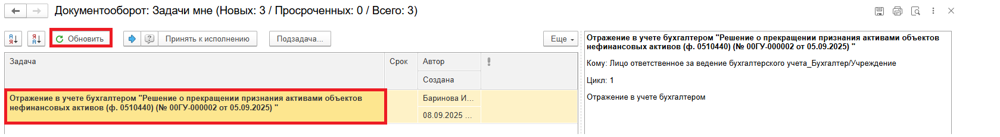 Документооборот: Задачи мне (Новых: 3 / Просроченных: 0 / Всего: 3)
А Я
Я А
Обновить
Принять к исполнению
Подзадача...
Еще
Задача
Срок
Автор
Создана
Отражение в учете бухгалтером "Решение о прекращении признания активами объектов
нефинансовых активов (ф. 0510440) (№ 00ГУ-000002 от 05.09.2025) "
Баринова И...
08.09.2025 ...
Отражение в учете бухгалтером "Решение о прекращении признания активами объектов
нефинансовых активов (ф. 0510440) (№ 00ГУ-000002 от 05.09.2025) "
Кому: Лицо ответственное за ведение бухгалтерского учета_Бухгалтер/Учреждение
Цикл: 1
Отражение в учете бухгалтером